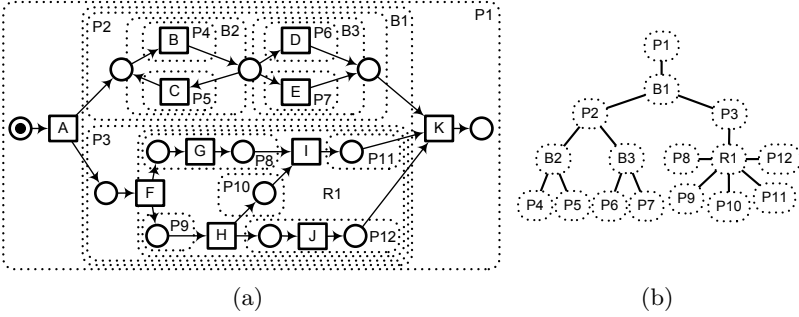 P1
P2 P4 B2 P6 B3 B1
B D
C E
P5 P7
A K
P3
G I
P8 P11
F P10
R1
P9
H J P12
(a)
P1
B1
P2 P3
B2 B3 P8 R1 P12
P4 P5 P6 P7 P9 P10 P11
(b)